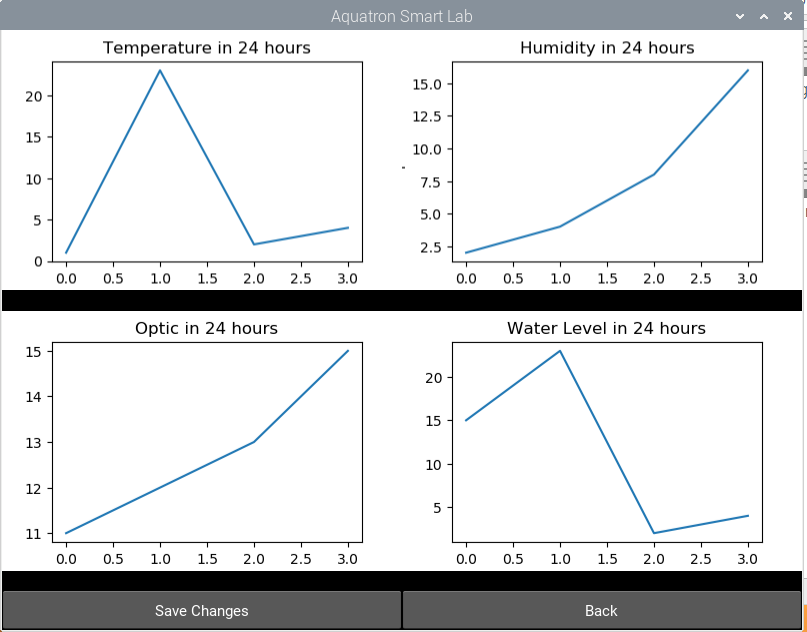 Aquatron Smart Lab
Temperature in 24 hours
20
15
10
5
0
0.0 0.5 1.0 1.5 2.0 2.5 3.0
Humidity in 24 hours
15.0
12.5
10.0
7.5
5.0
2.5
0.0 0.5 1.0 1.5 2.0 2.5 3.0
Optic in 24 hours
15
14
13
12
11
0.0 0.5 1.0 1.5 2.0 2.5 3.0
Water Level in 24 hours
20
15
10
5
0.0 0.5 1.0 1.5 2.0 2.5 3.0
Save Changes
Back